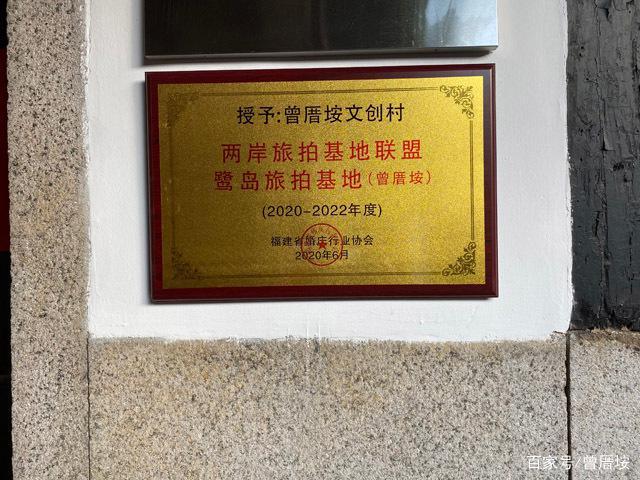 授予:曾厝垵文创村
两岸旅拍基地联盟
鹭岛旅拍基地(曾厝垵)
(2020-2022年度)
福建省婚庆行业协会
2020年6月
百家号/曾厝垵